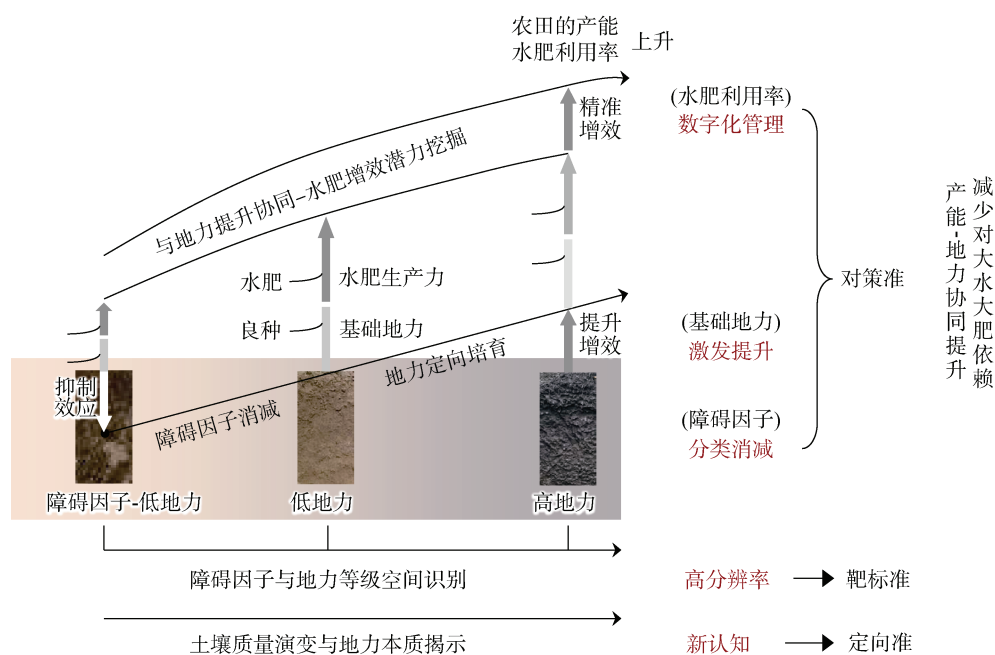 农田的产能
水肥利用率
上升
精准
增效
(水肥利用率)
数字化管理
与地力提升协同-水肥增效潜力挖掘
减少对大水大肥依赖
产能-地力协同提升
水肥
水肥生产力
对策准
良种
基础地力
提升
增效
(基础地力)
激发提升
地力定向培育
抑制
效应
障碍因子消减
(障碍因子)
分类消减
障碍因子-低地力
低地力
高地力
障碍因子与地力等级空间识别
高分辨率
靶标准
土壤质量演变与地力本质揭示
新认知
定向准